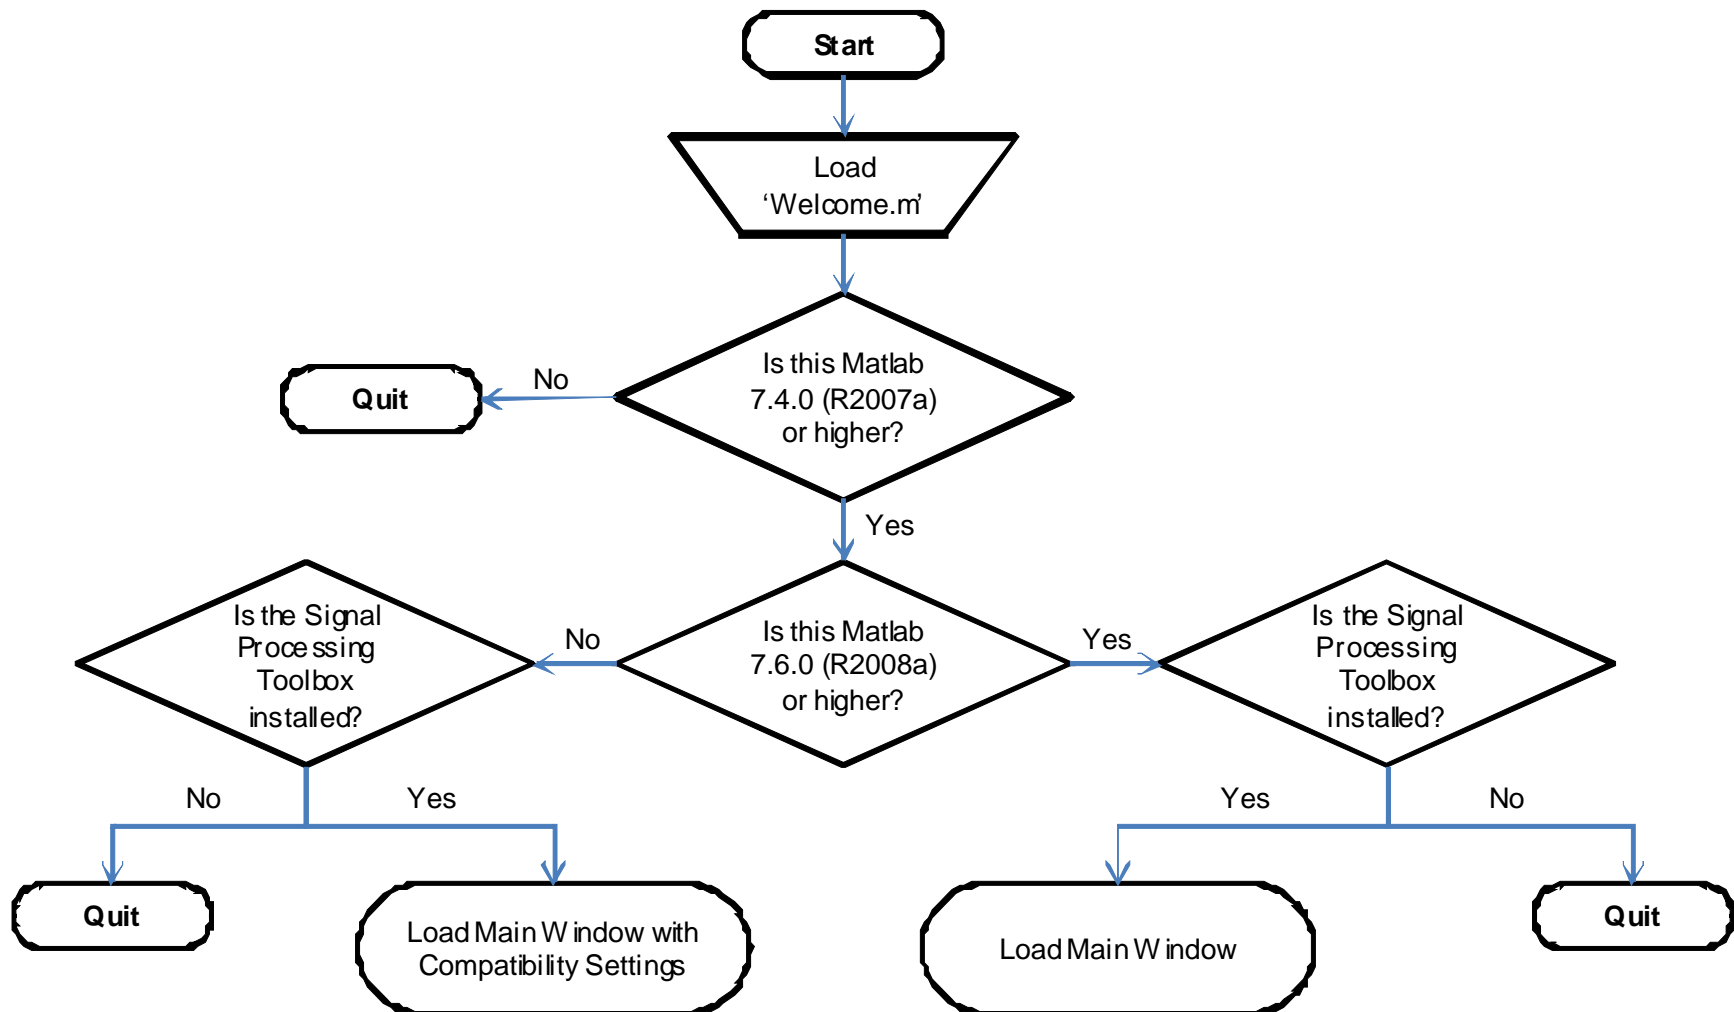 Start
Load
‘Welcome.m’
Is this Matlab
7.4.0 (R2007a)
or higher?
No
Quit
Yes
Is the Signal
Processing
Toolbox
installed?
No
Is this Matlab
7.6.0 (R2008a)
or higher?
Yes
Is the Signal
Processing
Toolbox
installed?
No
Yes
Yes
No
Quit
Load Main Window with
Compatibility Settings
Load Main Window
Quit